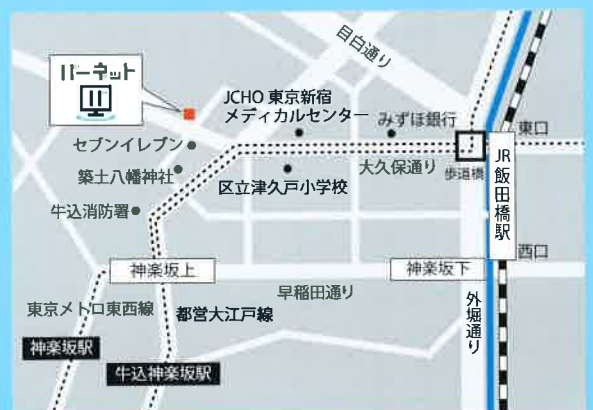 目白通り
パーネット
JCHO 東京新宿
メディカルセンター
みずほ銀行
東口
セブンイレブン
大久保通り
歩道橋
JR飯田橋駅
築土八幡神社
区立津久戸小学校
牛込消防署
西口
神楽坂上
神楽坂下
早稲田通り
外堀通り
東京メトロ東西線
都営大江戸線
神楽坂駅
牛込神楽坂駅